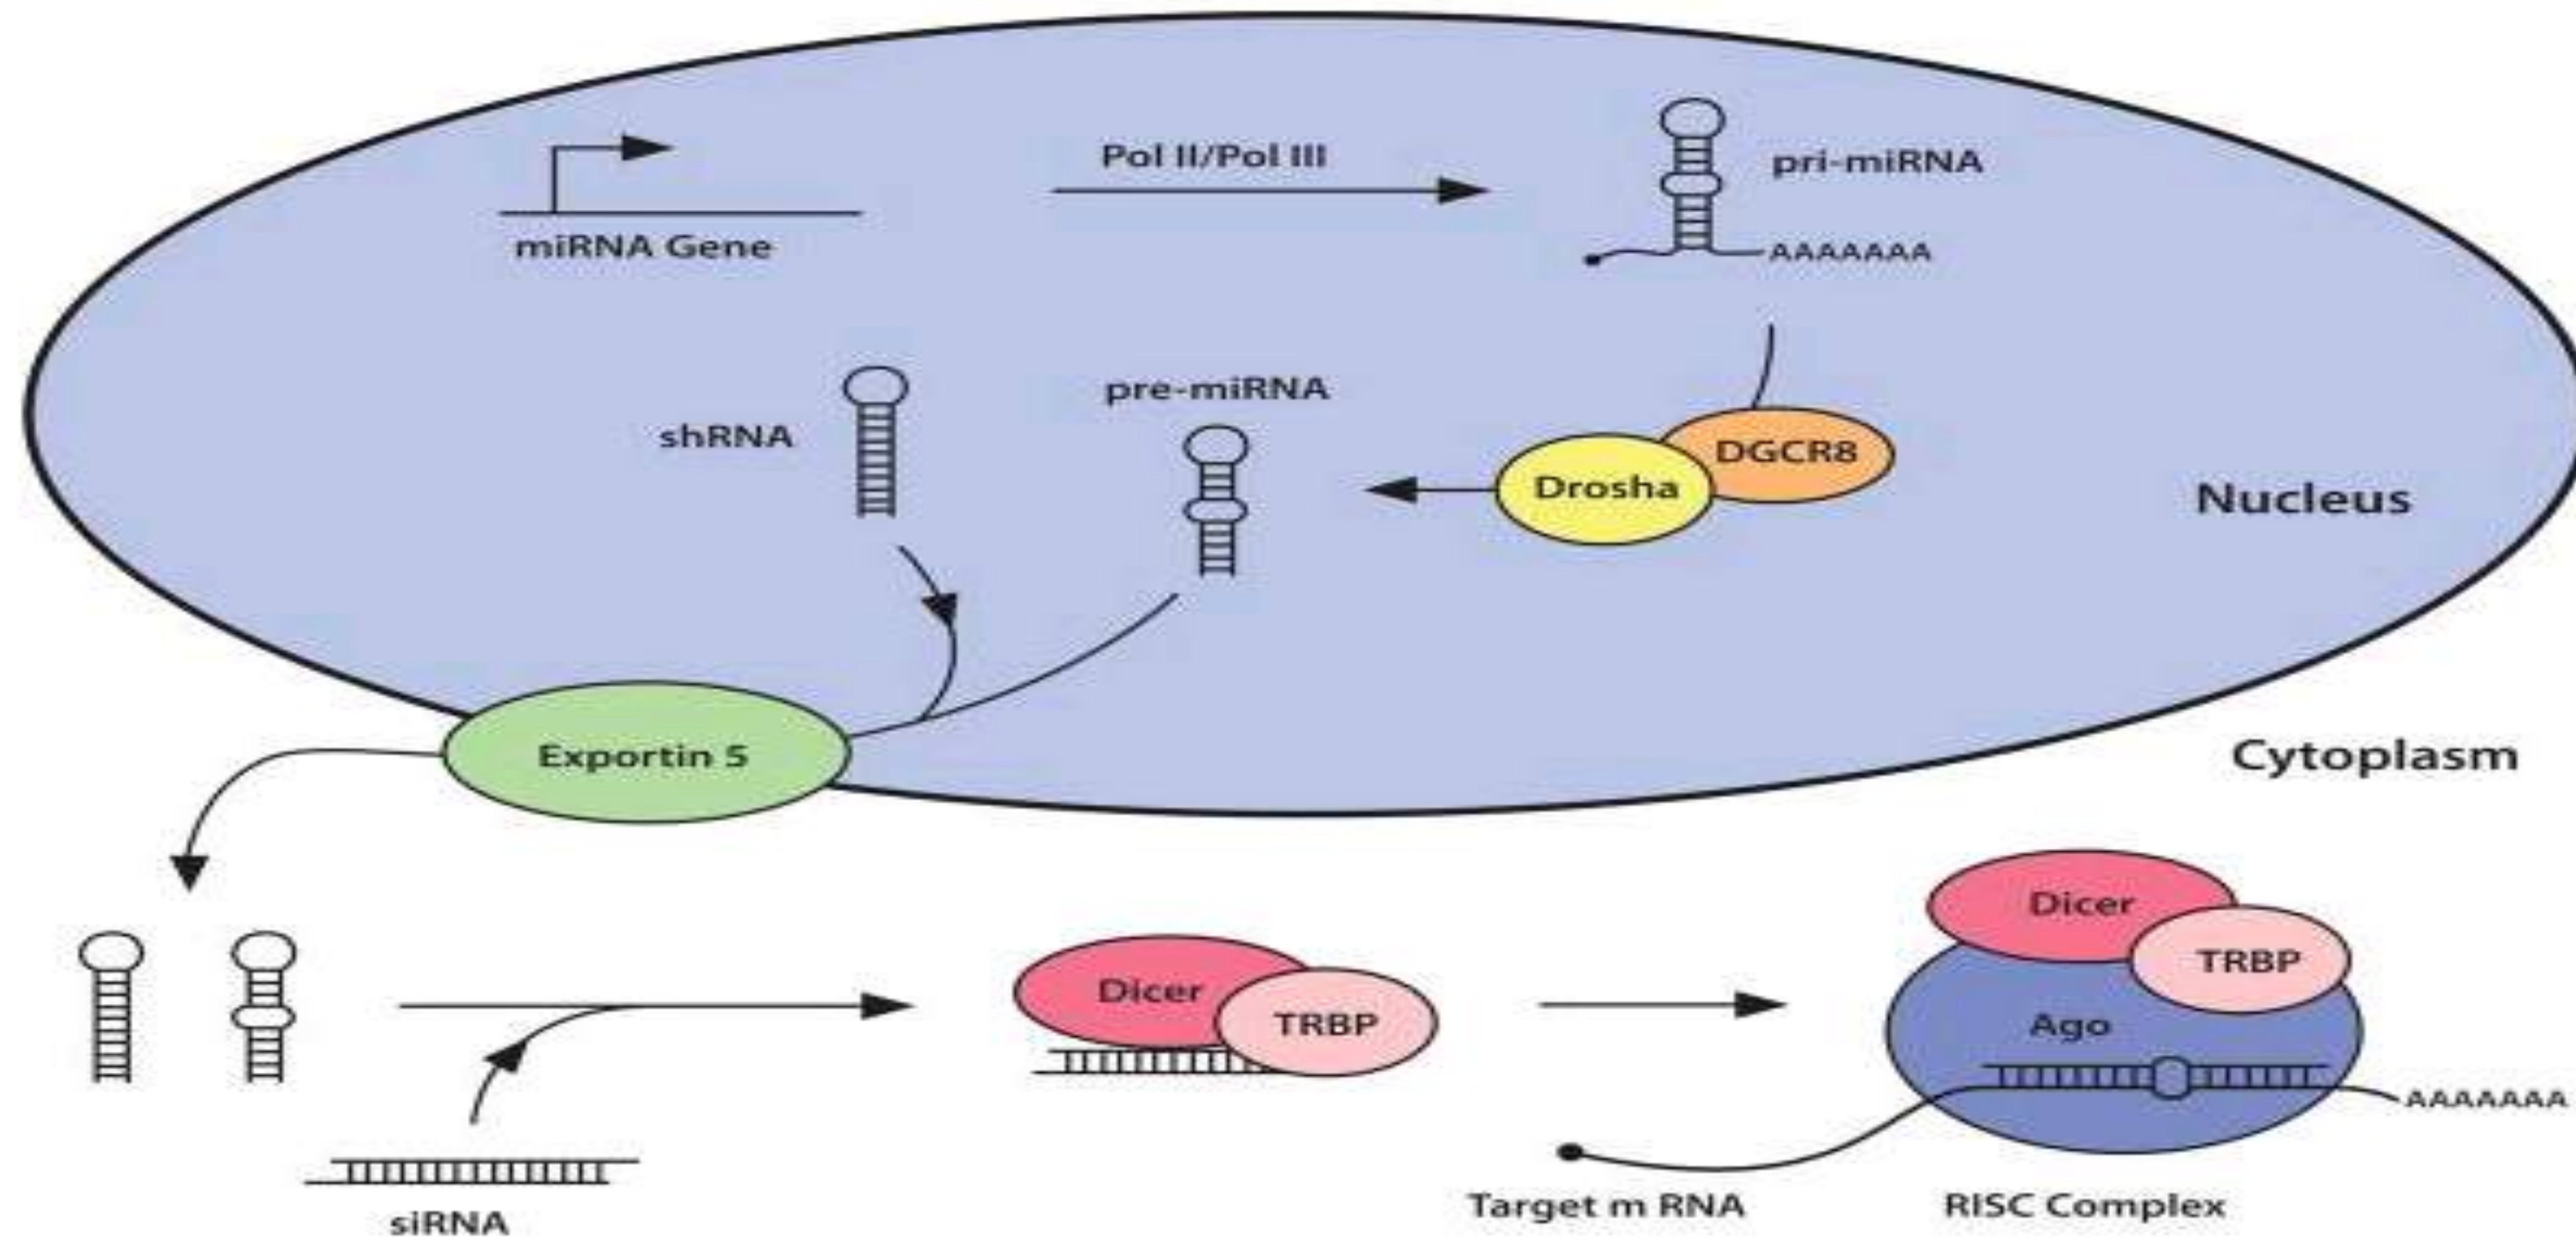 Pol II/Pol III
pri-miRNA
miRNA Gene
AAAAAAA
pre-miRNA
shRNA
DGCR8
Drosha
Nucleus
Exportin 5
Cytoplasm
Dicer
TRBP
Dicer
TRBP
Ago
AAAAAAA
Target m RNA
RISC Complex
siRNA